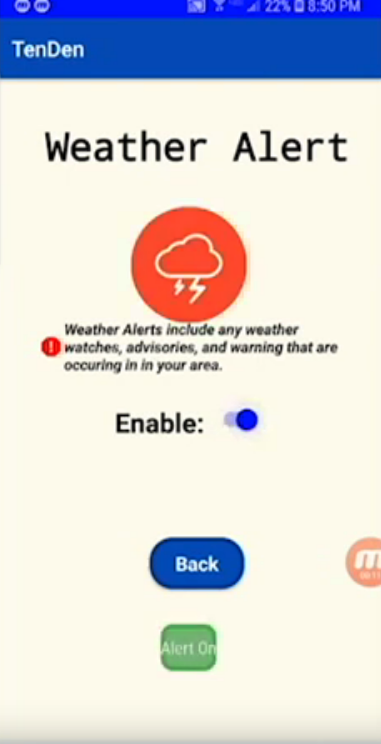 22% 8:50 PM
TenDen
Weather Alert
Weather Alerts include any weather
watches, advisories, and warning that are
occuring in in your area.
Enable:
Back
Alert On